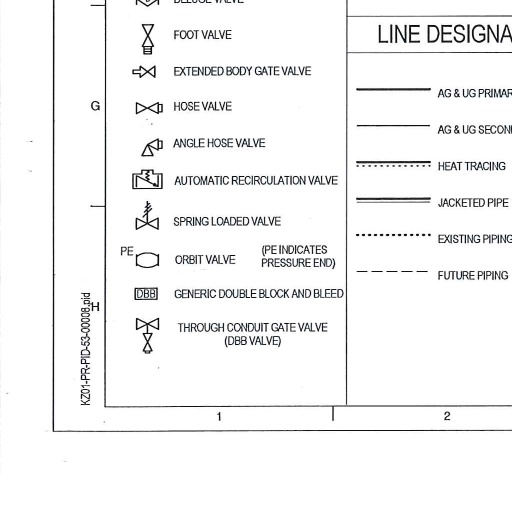 DELUGE VALVE
FOOT VALVE
EXTENDED BODY GATE VALVE
G
HOSE VALVE
ANGLE HOSE VALVE
AUTOMATIC RECIRCULATION VALVE
SPRING LOADED VALVE
PE
ORBIT VALVE
(PE INDICATES
PRESSURE END)
DBB
GENERIC DOUBLE BLOCK AND BLEED
H
THROUGH CONDUIT GATE VALVE
(DBB VALVE)
KZ01-PR-PID-53-00008.pid
LINE DESIGNA
AG & UG PRIMAR
AG & UG SECON
HEAT TRACING
JACKETED PIPE
EXISTING PIPING
FUTURE PIPING
1
2